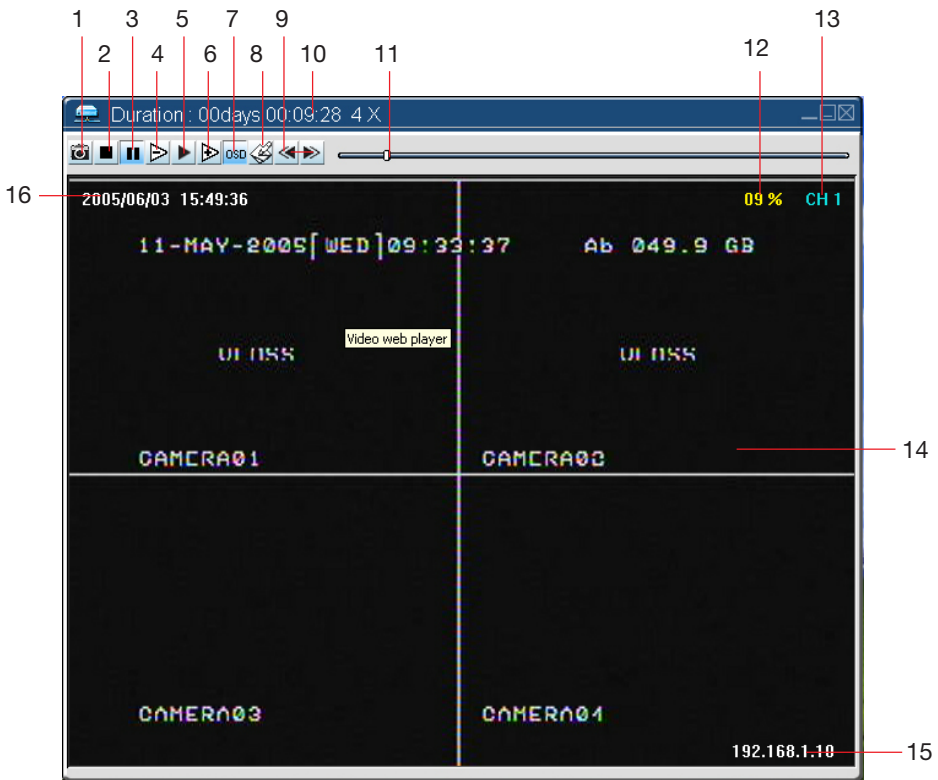 1 3 5 7 9 13
2 4 6 8 10 11 12
Duration : 00days 00:09:28 4 X
OSD
16
2005/06/03 15:49:36 09 % CH 1
11-MAY-2005[WED]09:33:37 Ab 049.9 GB
Video web player
VLOSS VLOSS
14
CAMERA01 CAMERA02
CAMERA03 CAMERA04
192.168.1.10 15